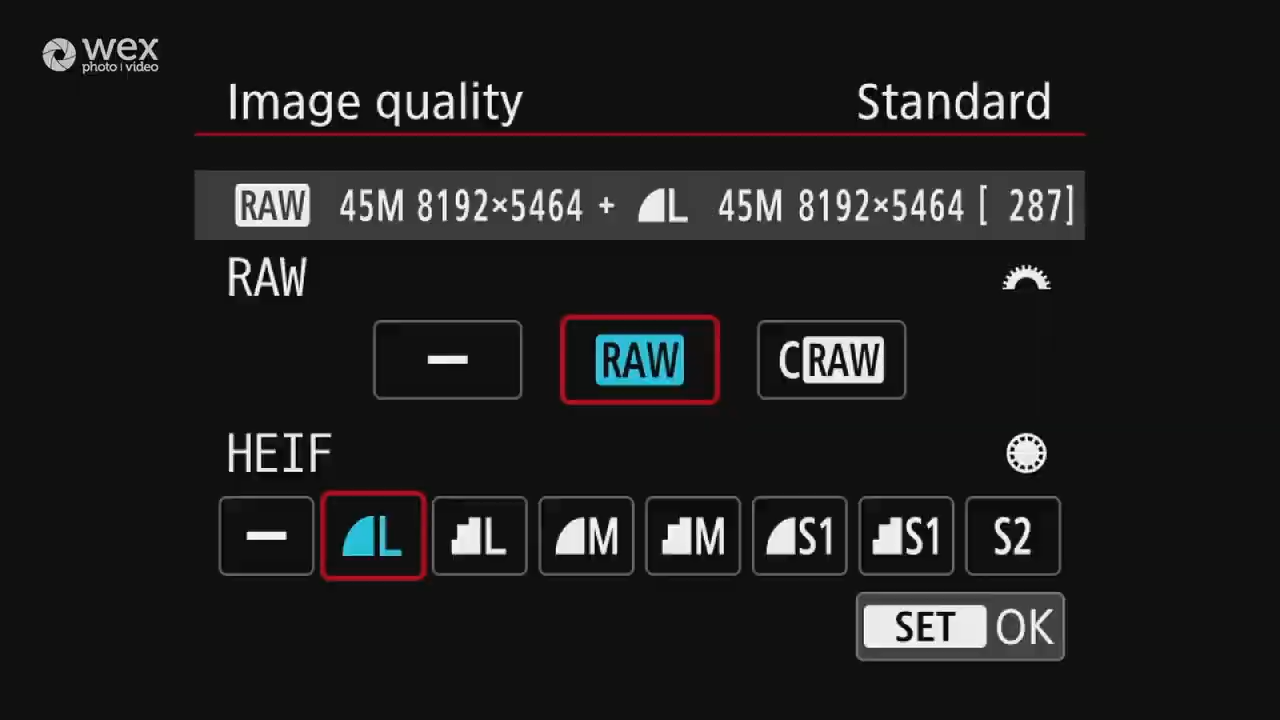 wex
photo | video
Image quality Standard
RAW 45M 8192×5464 + L 45M 8192×5464 [ 287]
RAW
— RAW CRAW
HEIF
— L L M M S1 S1 S2
SET OK